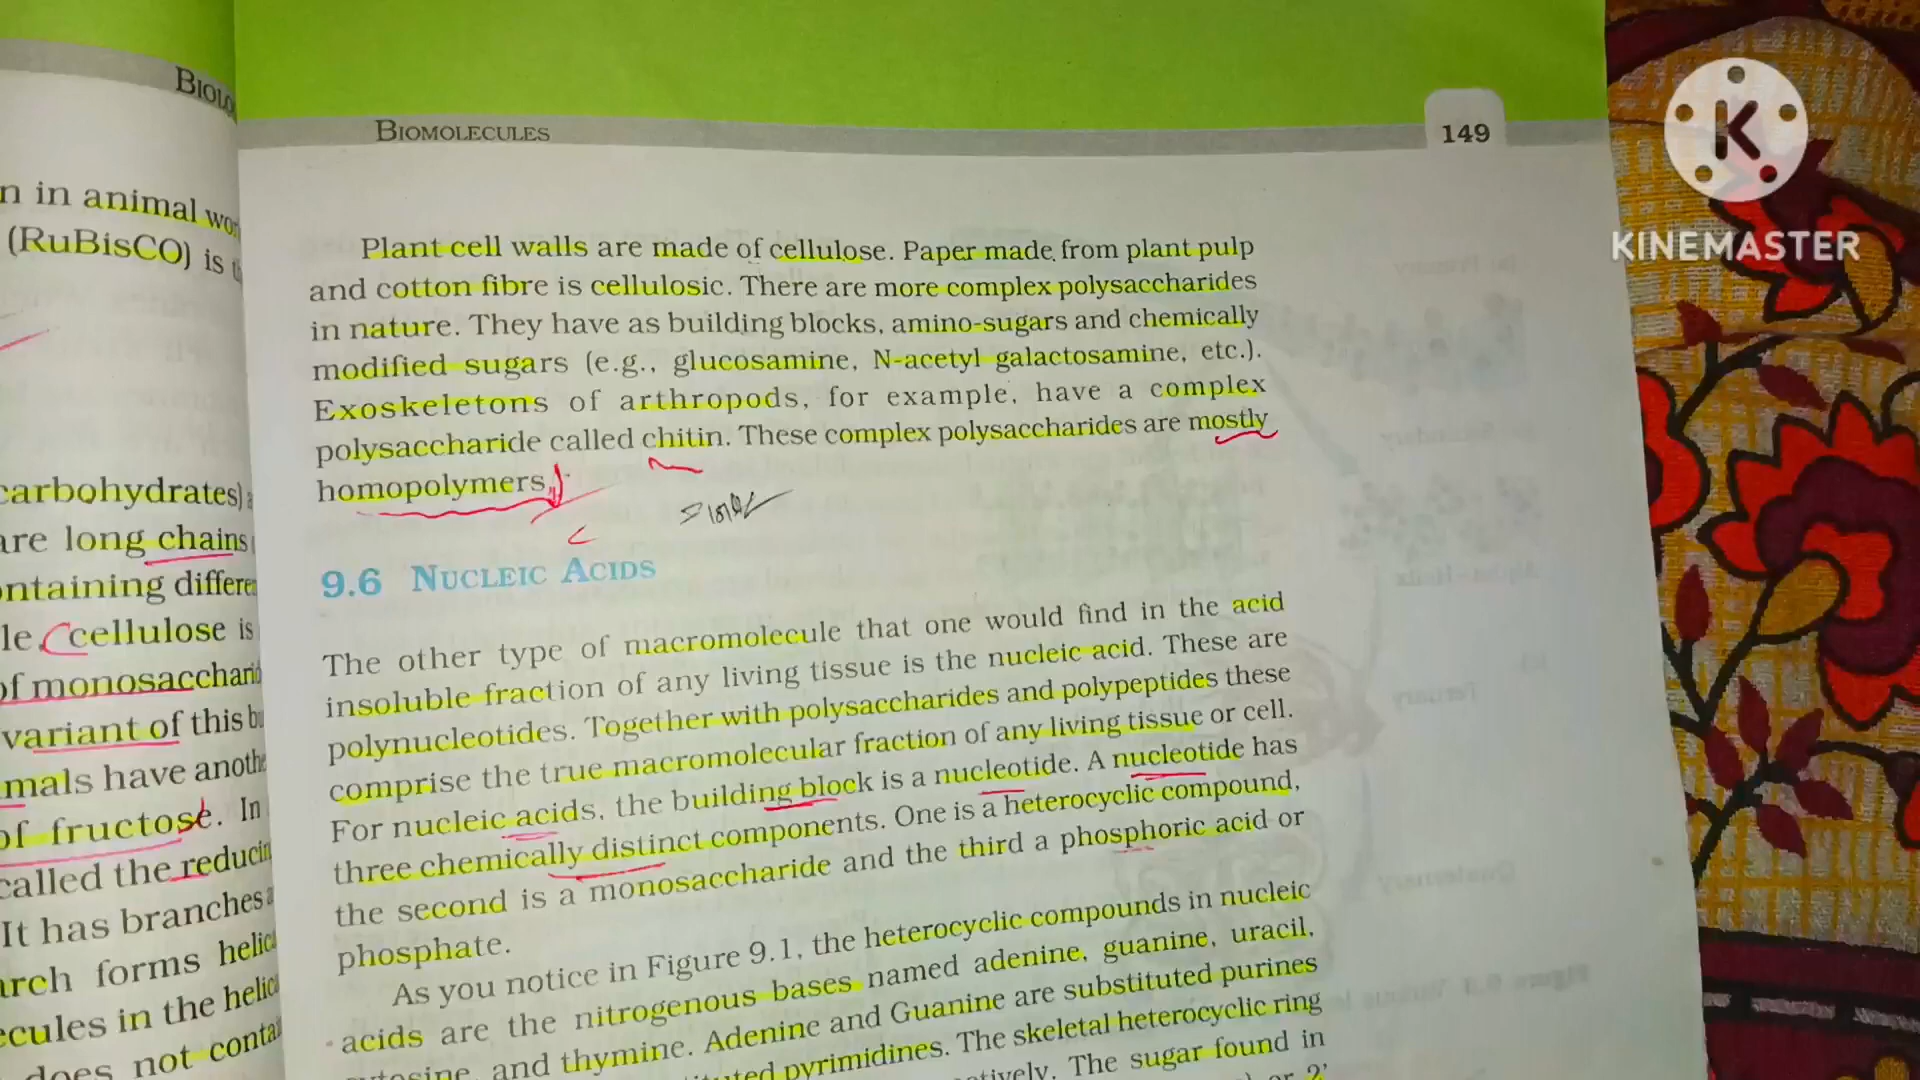 BIOLO
n in animal wo
(RuBisCO) is
carbohydrates)
are long chains
ontaining differe
le cellulose is
of monosacchari
variant of this bu
mals have anothe
of fructose. In
called the reducin
It has branches
arch forms helic
ecules in the helic
does not conta
BIOMOLECULES
149
Plant cell walls are made of cellulose. Paper made from plant pulp
and cotton fibre is cellulosic. There are more complex polysaccharides
in nature. They have as building blocks, amino-sugars and chemically
modified sugars (e.g., glucosamine, N-acetyl galactosamine, etc.).
Exoskeletons of arthropods, for example, have a complex
polysaccharide called chitin. These complex polysaccharides are mostly
homopolymers.
9.6 NUCLEIC ACIDS
The other type of macromolecule that one would find in the acid
insoluble fraction of any living tissue is the nucleic acid. These are
polynucleotides. Together with polysaccharides and polypeptides these
comprise the true macromolecular fraction of any living tissue or cell.
For nucleic acids, the building block is a nucleotide. A nucleotide has
three chemically distinct components. One is a heterocyclic compound,
the second is a monosaccharide and the third a phosphoric acid or
phosphate.
As you notice in Figure 9.1, the heterocyclic compounds in nucleic
acids are the nitrogenous bases named adenine, guanine, uracil,
and thymine. Adenine and Guanine are substituted purines
pyrimidines. The skeletal heterocyclic ring
The sugar found in
or 2'
KINEMASTER